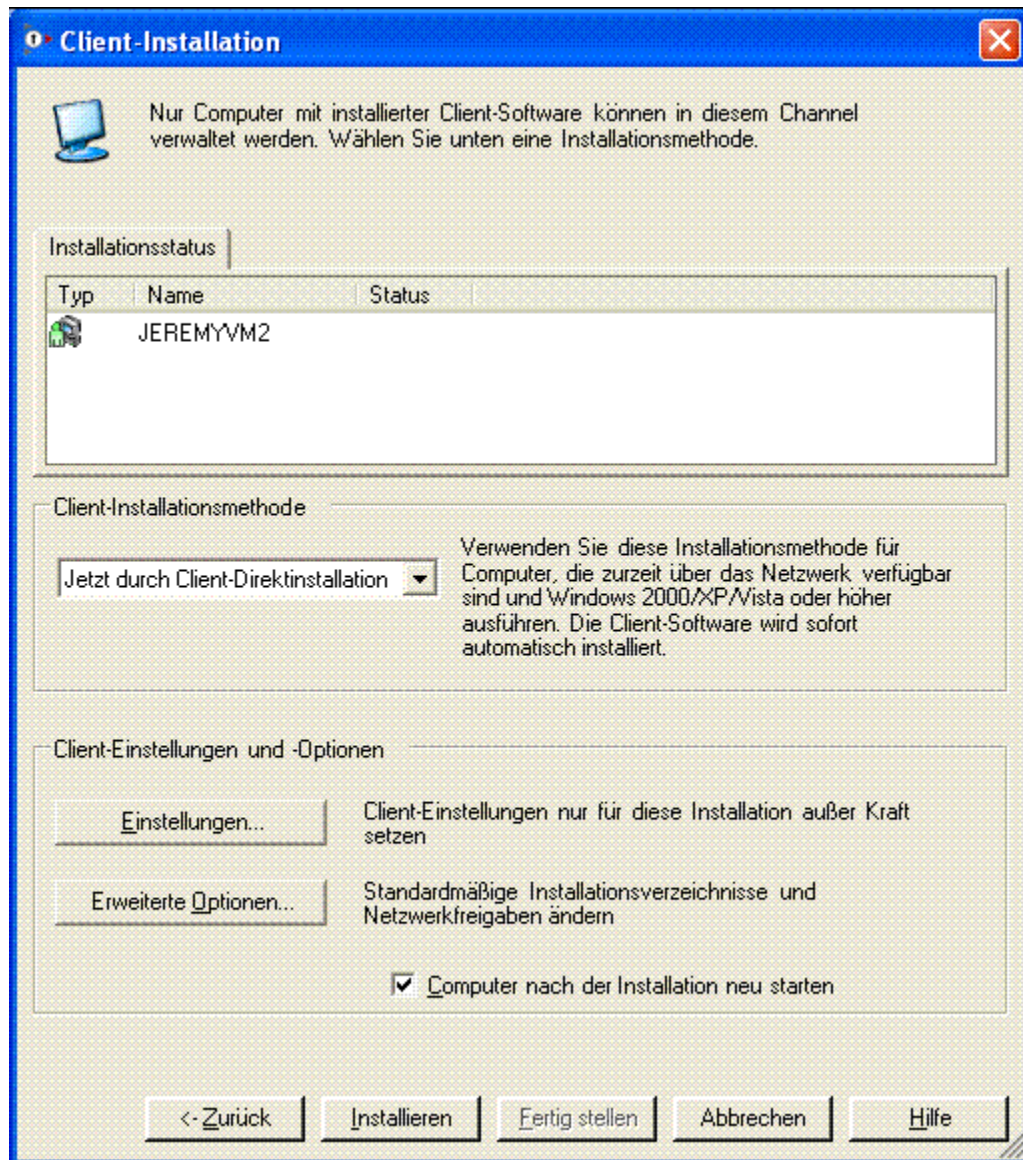 Client-Installation
Nur Computer mit installierter Client-Software können in diesem Channel
verwaltet werden. Wählen Sie unten eine Installationsmethode.
Installationsstatus
Typ Name Status
JEREMYVM2
Client-Installationsmethode
Jetzt durch Client-Direktinstallation
Verwenden Sie diese Installationsmethode für
Computer, die zurzeit über das Netzwerk verfügbar
sind und Windows 2000/XP/Vista oder höher
ausführen. Die Client-Software wird sofort
automatisch installiert.
Client-Einstellungen und -Optionen
Einstellungen...
Client-Einstellungen nur für diese Installation außer Kraft
setzen
Erweiterte Optionen...
Standardmäßige Installationsverzeichnisse und
Netzwerkfreigaben ändern
Computer nach der Installation neu starten
<- Zurück Installieren Fertig stellen Abbrechen Hilfe